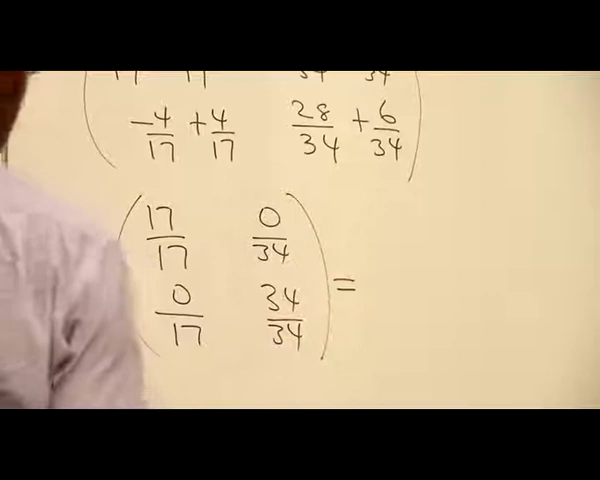 -4/17 + 4/17 28/34 + 6/34
17/17 0/34
0/17 34/34 =